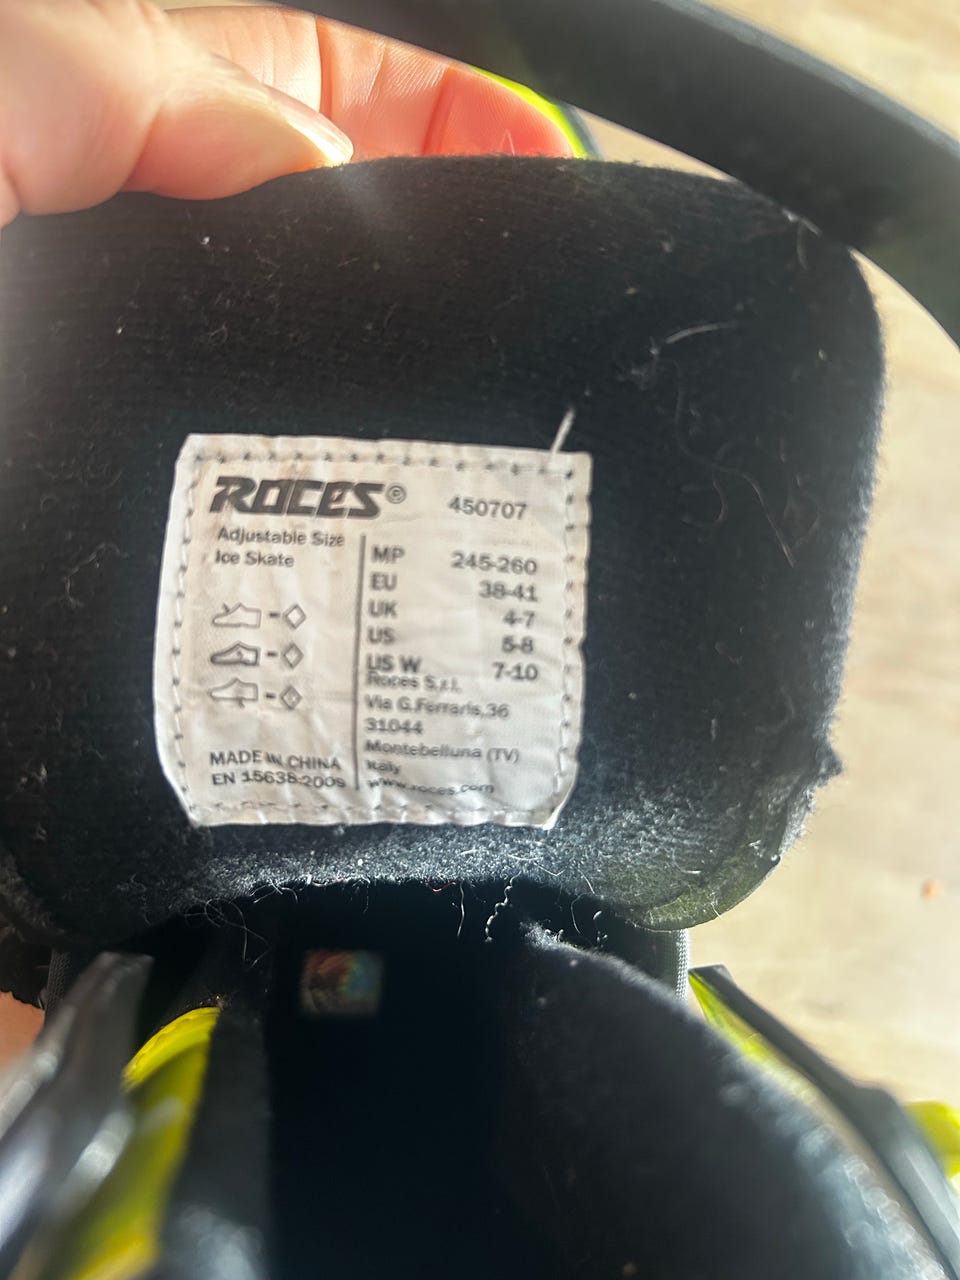 ROCES®
450707
Adjustable Size
Ice Skate
MP 245-260
EU 38-41
UK 4-7
US 5-8
US W 7-10
Roces S.r.l.
Via G.Ferraris,36
31044
Montebelluna (TV)
Italy
www.roces.com
MADE IN CHINA
EN 15638:2009